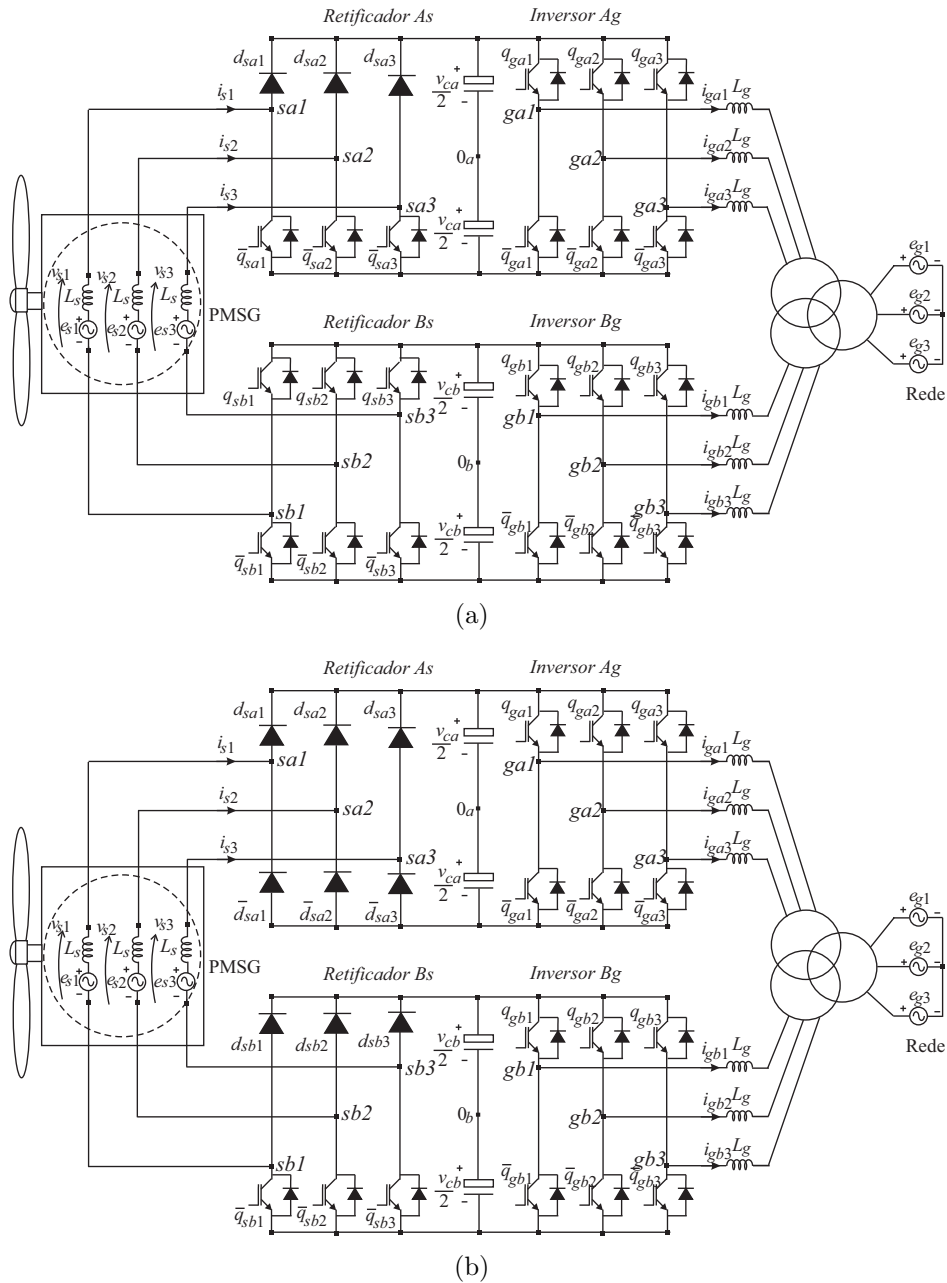 Retificador As Inversor Ag
d_sa1 d_sa2 d_sa3 v_ca/2 + - q_ga1 q_ga2 q_ga3
i_s1 sa1 ga1 i_ga1 L_g
i_s2 sa2 0_a ga2 i_ga2 L_g
i_s3 sa3 ga3 i_ga3 L_g
q̅_sa1 q̅_sa2 q̅_sa3 v_ca/2 + - q̅_ga1 q̅_ga2 q̅_ga3
v_s1 v_s2 v_s3
L_s L_s L_s PMSG
e_s1 + - e_s2 + - e_s3 + -
+ e_g1 -
+ e_g2 -
+ e_g3 -
Rede
Retificador Bs Inversor Bg
q_sb1 q_sb2 q_sb3 v_cb/2 + - q_gb1 q_gb2 q_gb3
sb3 gb1 i_gb1 L_g
sb2 0_b gb2 i_gb2 L_g
sb1 gb3 i_gb3 L_g
q̅_sb1 q̅_sb2 q̅_sb3 v_cb/2 + - q̅_gb1 q̅_gb2 q̅_gb3
(a)
Retificador As Inversor Ag
d_sa1 d_sa2 d_sa3 v_ca/2 + - q_ga1 q_ga2 q_ga3
i_s1 sa1 ga1 i_ga1 L_g
i_s2 sa2 0_a ga2 i_ga2 L_g
i_s3 sa3 ga3 i_ga3 L_g
d̅_sa1 d̅_sa2 d̅_sa3 v_ca/2 + - q̅_ga1 q̅_ga2 q̅_ga3
v_s1 v_s2 v_s3
L_s L_s L_s PMSG
e_s1 + - e_s2 + - e_s3 + -
+ e_g1 -
+ e_g2 -
+ e_g3 -
Rede
Retificador Bs Inversor Bg
d_sb1 d_sb2 d_sb3 v_cb/2 + - q_gb1 q_gb2 q_gb3
sb3 gb1 i_gb1 L_g
sb2 0_b gb2 i_gb2 L_g
sb1 gb3 i_gb3 L_g
q̅_sb1 q̅_sb2 q̅_sb3 v_cb/2 + - q̅_gb1 q̅_gb2 q̅_gb3
(b)